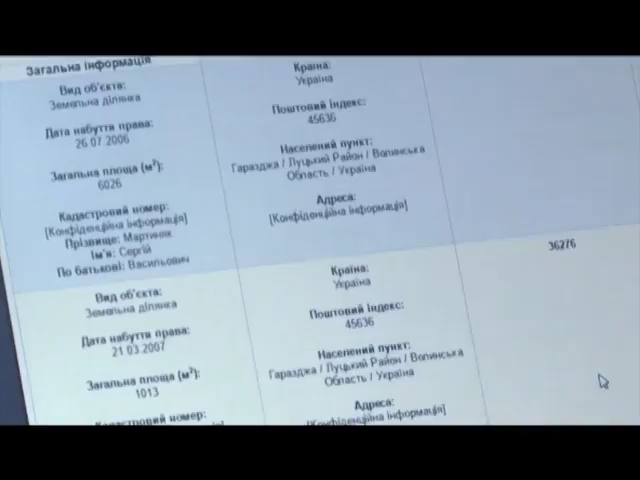 Загальна інформація
Вид об'єкта:
Земельна ділянка
Дата набуття права:
26.07.2006
Загальна площа (м²):
6026
Кадастровий номер:
[Конфіденційна інформація]
Прізвище: Мартиняк
Ім'я: Сергій
По батькові: Васильович
Країна:
Україна
Поштовий індекс:
45636
Населений пункт:
Гаразджа / Луцький Район / Волинська
Область / Україна
Адреса:
[Конфіденційна інформація]
Вид об'єкта:
Земельна ділянка
Дата набуття права:
21.03.2007
Загальна площа (м²):
1013
Кадастровий номер:
Країна:
Україна
Поштовий індекс:
45636
Населений пункт:
Гаразджа / Луцький Район / Волинська
Область / Україна
Адреса:
[Конфіденційна інформація]
36276